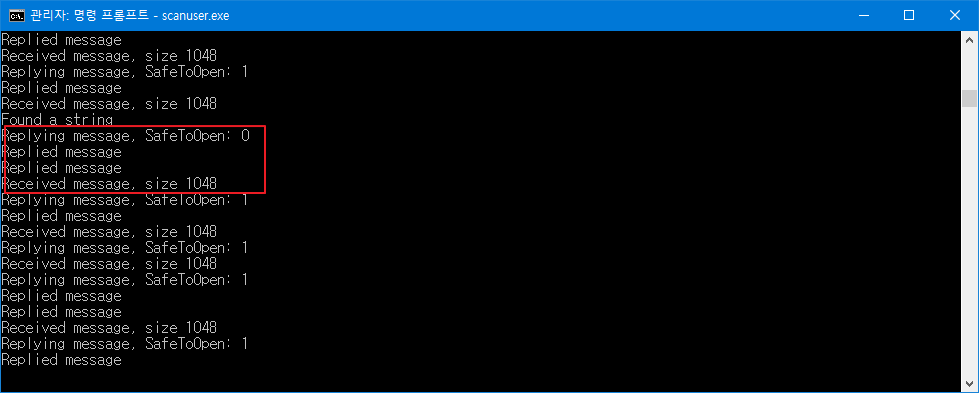 관리자: 명령 프롬프트 - scanuser.exe
Replied message
Received message, size 1048
Replying message, SafeToOpen: 1
Replied message
Received message, size 1048
Found a string
Replying message, SafeToOpen: 0
Replied message
Replied message
Received message, size 1048
Replying message, SafeToOpen: 1
Replied message
Received message, size 1048
Replying message, SafeToOpen: 1
Received message, size 1048
Replying message, SafeToOpen: 1
Replied message
Replied message
Received message, size 1048
Replying message, SafeToOpen: 1
Replied message